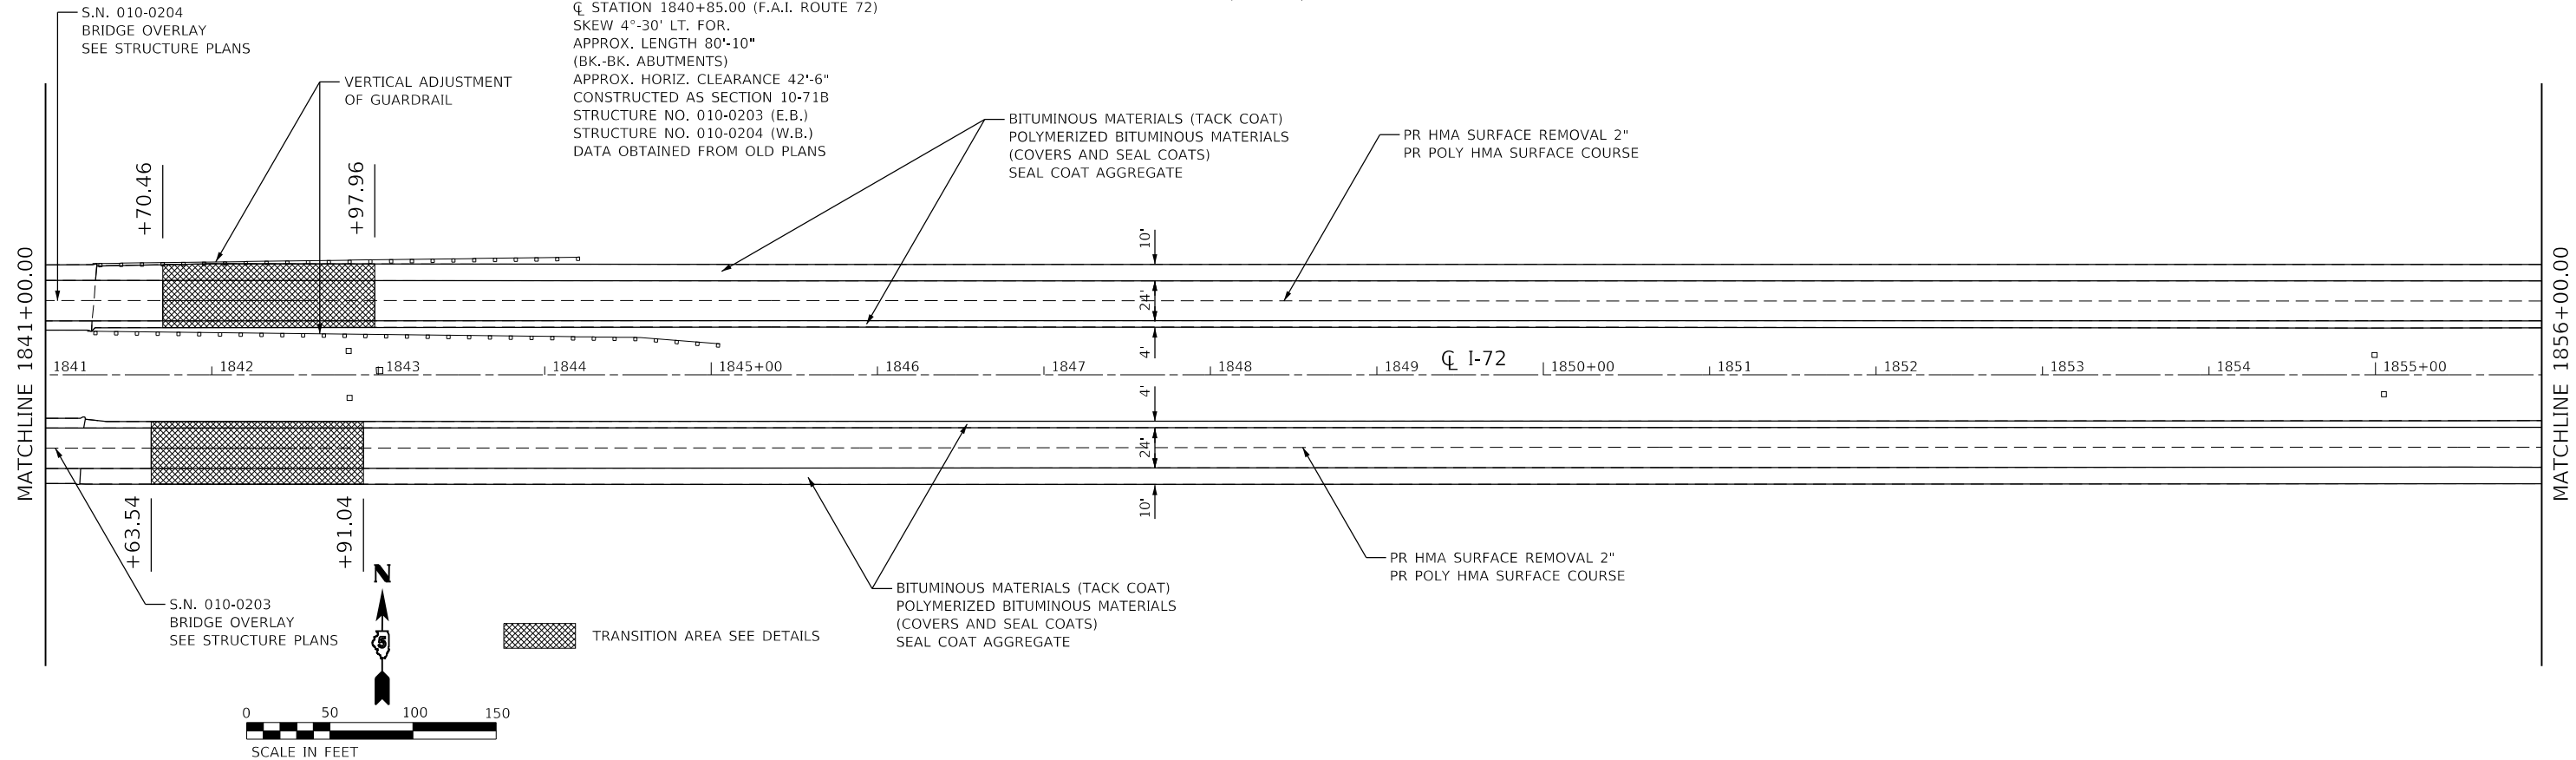 S.N. 010-0204
BRIDGE OVERLAY
SEE STRUCTURE PLANS
℄ STATION 1840+85.00 (F.A.I. ROUTE 72)
SKEW 4°-30' LT. FOR.
APPROX. LENGTH 80'-10"
(BK.-BK. ABUTMENTS)
APPROX. HORIZ. CLEARANCE 42'-6"
CONSTRUCTED AS SECTION 10-71B
STRUCTURE NO. 010-0203 (E.B.)
STRUCTURE NO. 010-0204 (W.B.)
DATA OBTAINED FROM OLD PLANS
VERTICAL ADJUSTMENT
OF GUARDRAIL
BITUMINOUS MATERIALS (TACK COAT)
POLYMERIZED BITUMINOUS MATERIALS
(COVERS AND SEAL COATS)
SEAL COAT AGGREGATE
PR HMA SURFACE REMOVAL 2"
PR POLY HMA SURFACE COURSE
+70.46
+97.96
10'
24'
4'
MATCHLINE 1841+00.00
MATCHLINE 1856+00.00
℄ I-72
1841
1842
1843
1844
1845+00
1846
1847
1848
1849
1850+00
1851
1852
1853
1854
1855+00
4'
24'
10'
+63.54
+91.04
PR HMA SURFACE REMOVAL 2"
PR POLY HMA SURFACE COURSE
BITUMINOUS MATERIALS (TACK COAT)
POLYMERIZED BITUMINOUS MATERIALS
(COVERS AND SEAL COATS)
SEAL COAT AGGREGATE
S.N. 010-0203
BRIDGE OVERLAY
SEE STRUCTURE PLANS
N
5
TRANSITION AREA SEE DETAILS
0 50 100 150
SCALE IN FEET